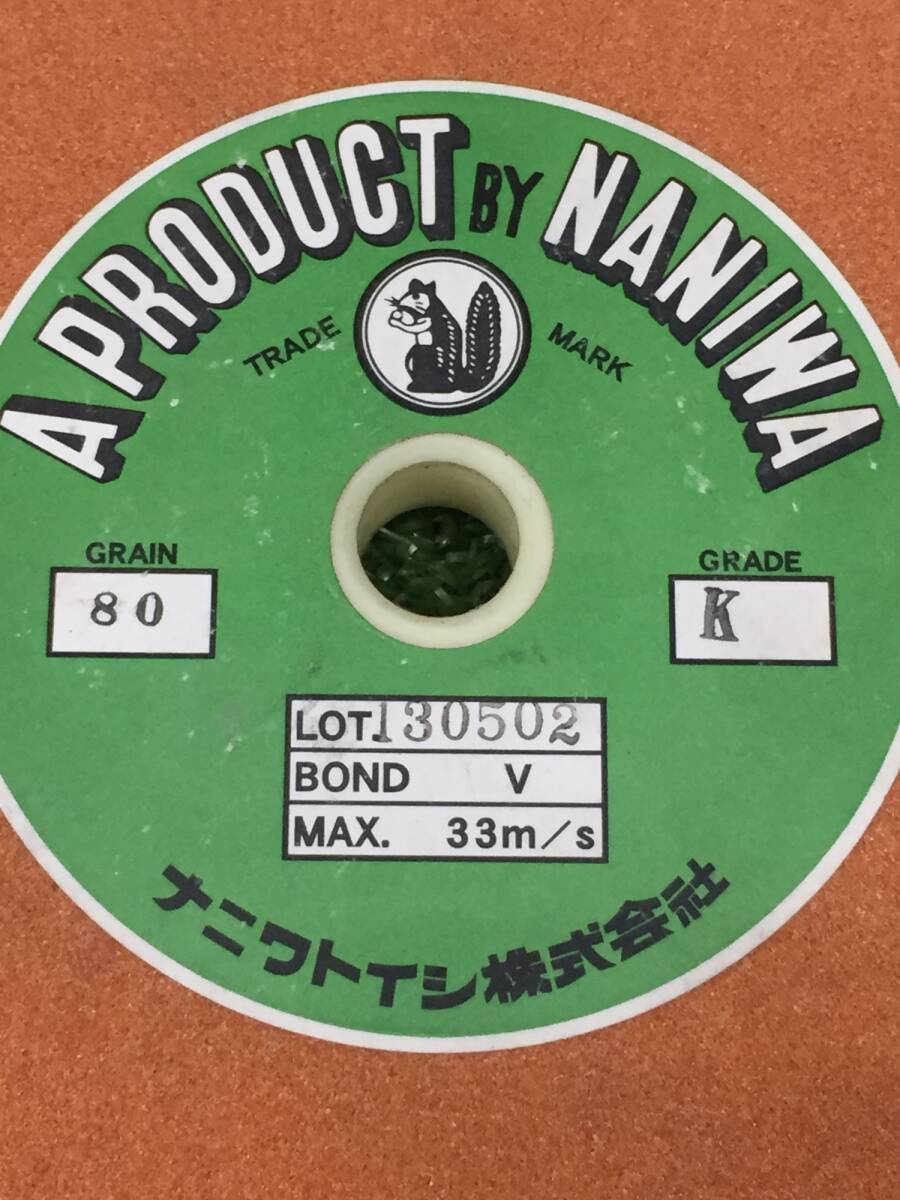 A PRODUCT BY NANIWA
TRADE MARK
GRAIN
80
GRADE
K
LOT. 130502
BOND V
MAX. 33m/s
ナニワトイシ株式会社